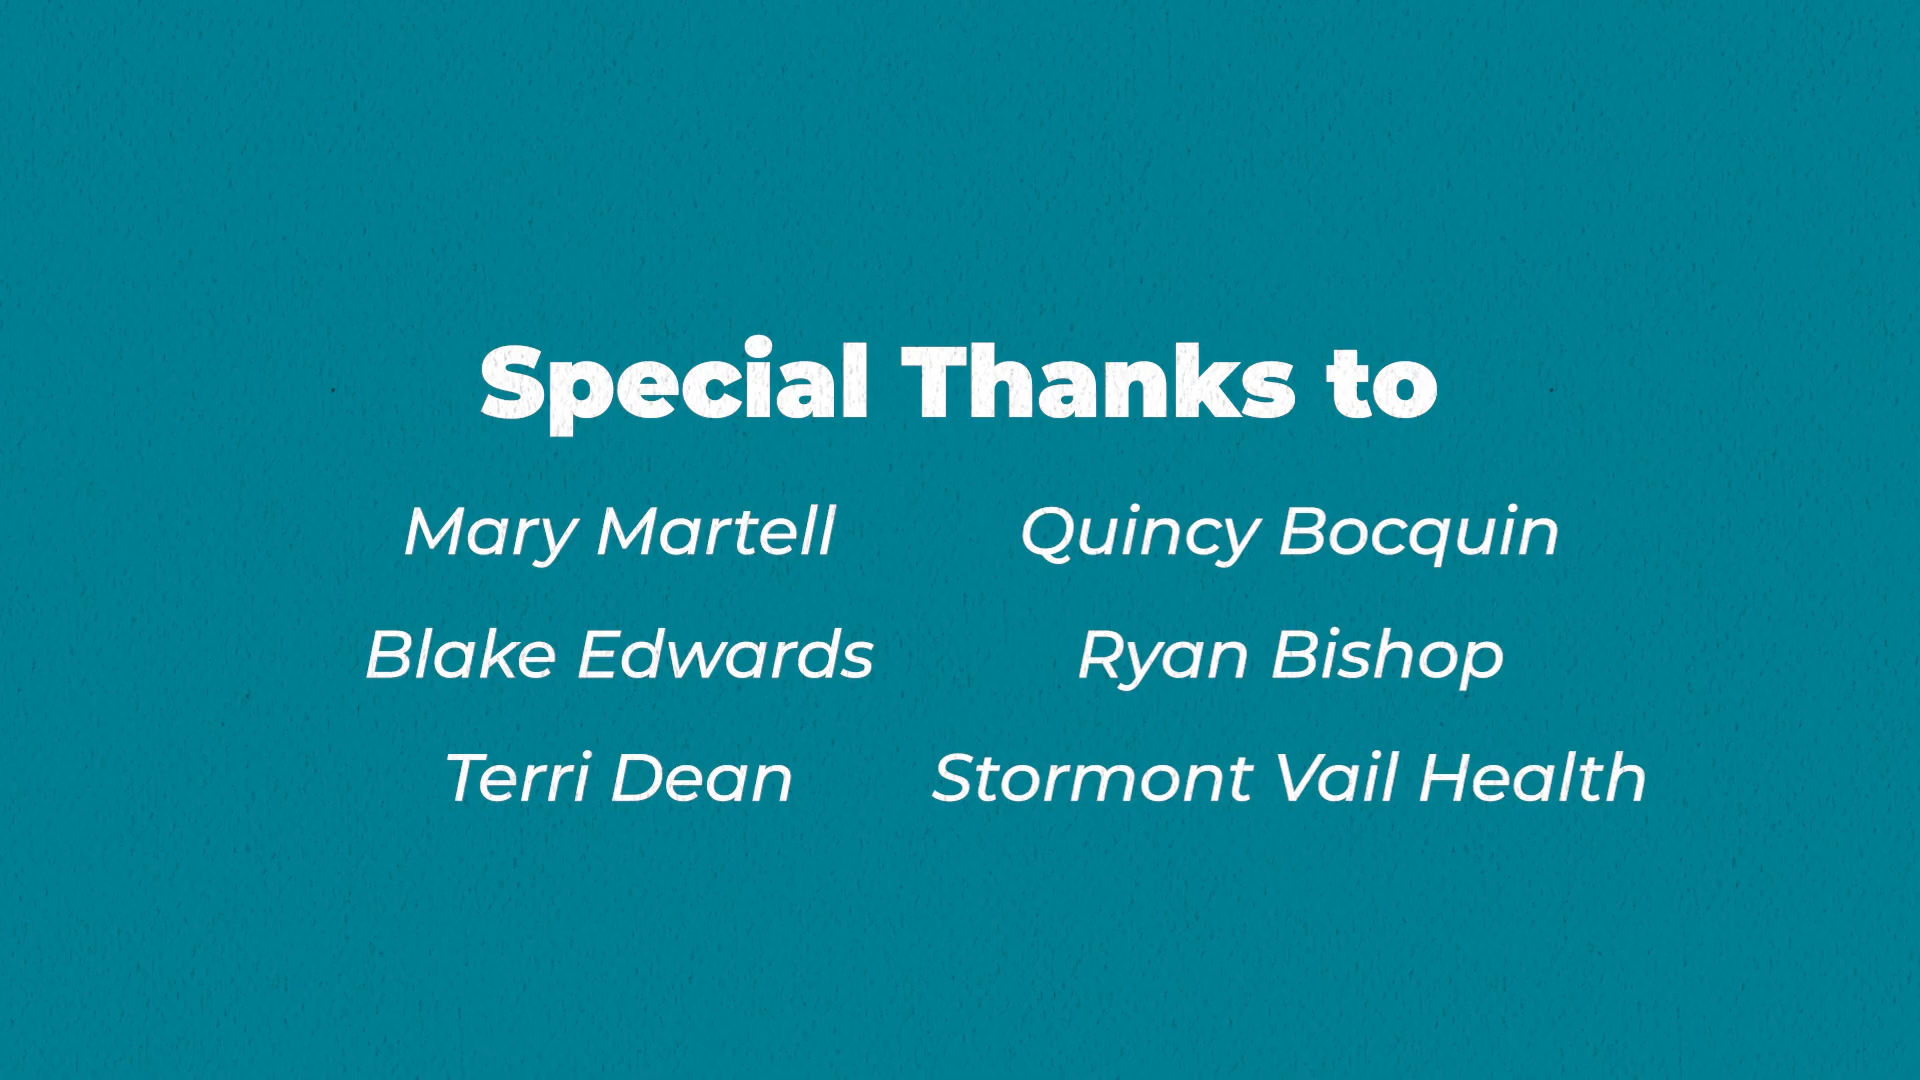 Special Thanks to
Mary Martell
Quincy Bocquin
Blake Edwards
Ryan Bishop
Terri Dean
Stormont Vail Health